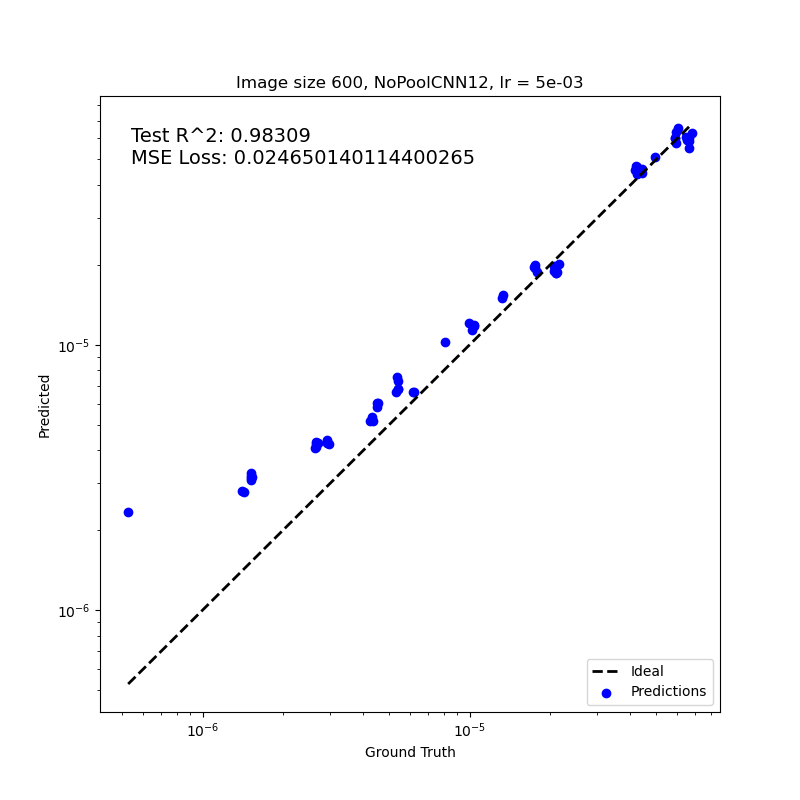 Image size 600, NoPoolCNN12, lr = 5e-03
Test R^2: 0.98309
MSE Loss: 0.024650140114400265
10⁻⁵
Predicted
10⁻⁶
Ideal
Predictions
10⁻⁶ 10⁻⁵
Ground Truth